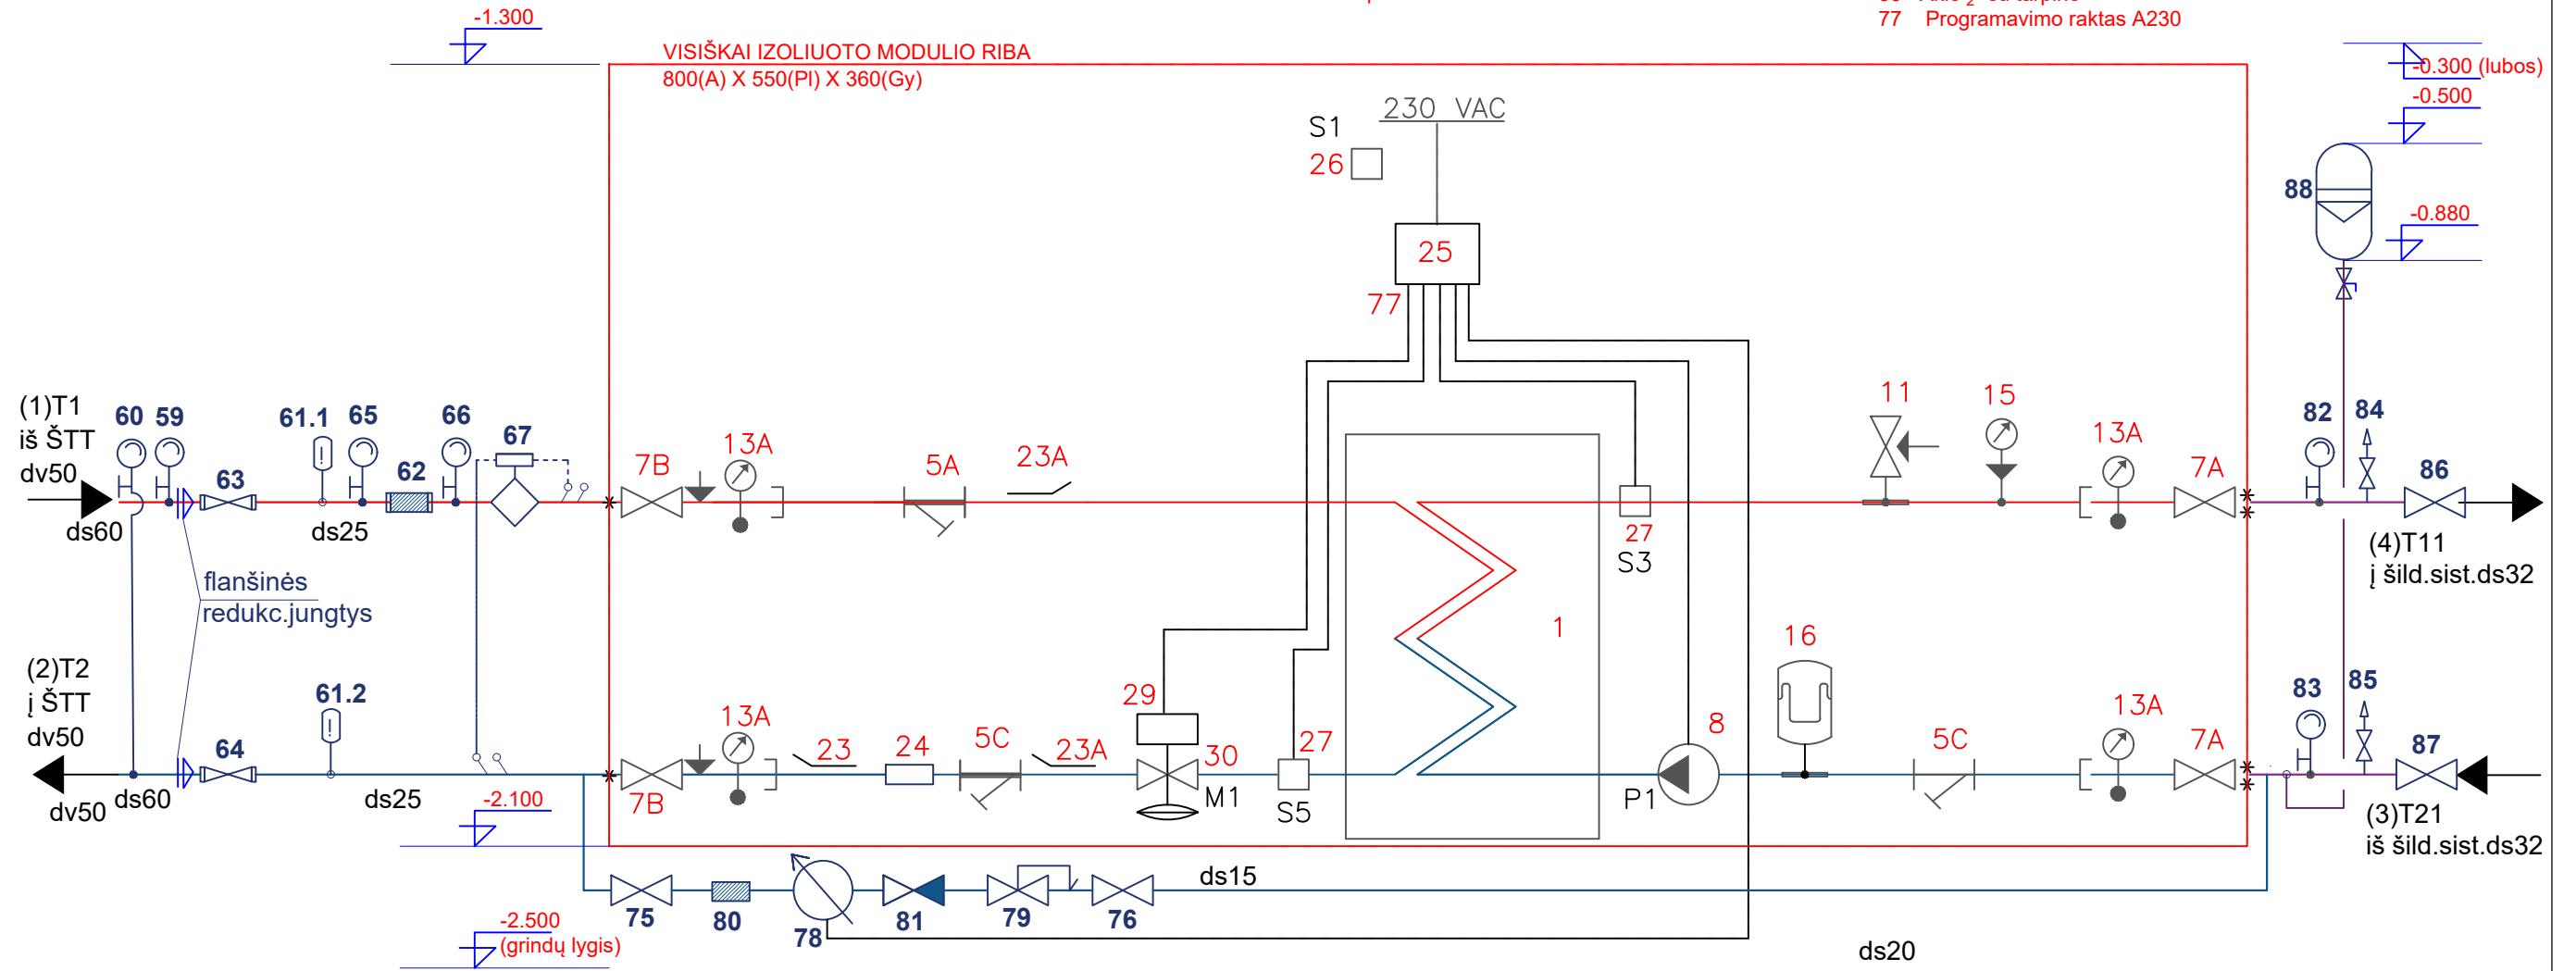 -1.300
77 Programavimo raktas A230
VISIŠKAI IZOLIUOTO MODULIO RIBA
800(A) X 550(Pl) X 360(Gy)
-0.300 (lubos)
-0.500
230 VAC
S1
26
88
-0.880
25
77
(1)T1
iš ŠTT
dv50
ds60
60
59
63
61.1
65
62
66
67
ds25
7B
13A
5A
23A
11
15
13A
7A
82
84
86
27
S3
(4)T11
į šild.sist.ds32
flanšinės
redukc.jungtys
1
(2)T2
į ŠTT
dv50
dv50
ds60
64
61.2
ds25
7B
13A
23
24
5C
23A
29
30
M1
27
S5
P1
8
16
5C
13A
7A
83
85
87
(3)T21
iš šild.sist.ds32
-2.100
75
80
78
81
79
76
ds15
-2.500
(grindų lygis)
ds20